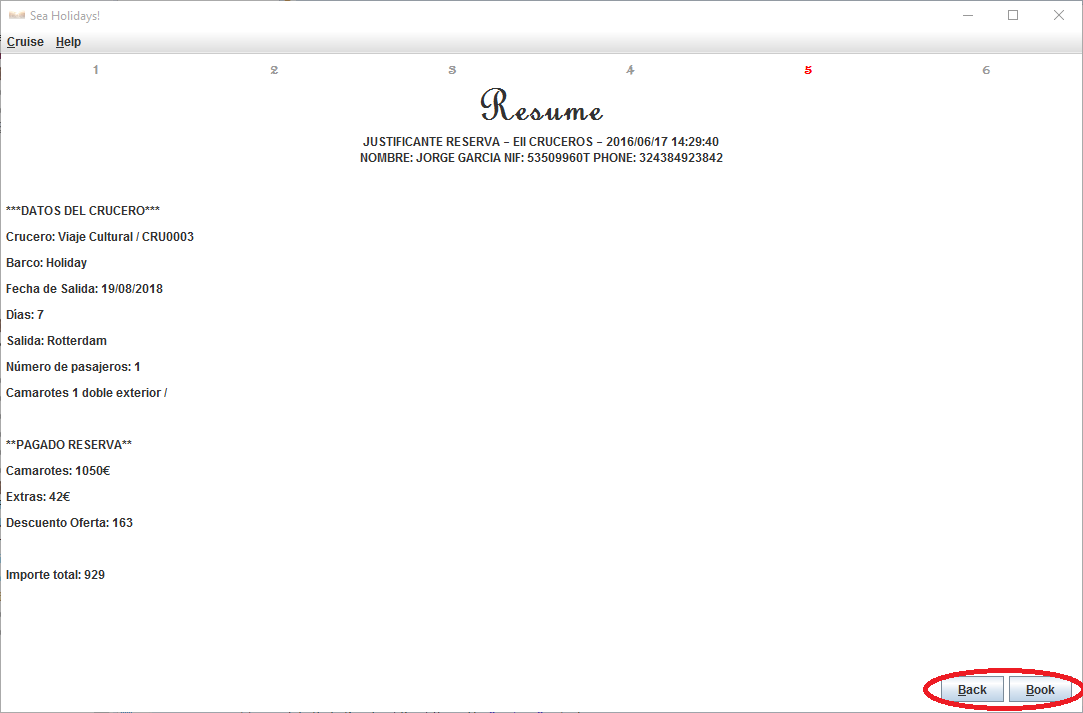 Sea Holidays!
Cruise Help
1 2 3 4 5 6
Resume
JUSTIFICANTE RESERVA – EII CRUCEROS – 2016/06/17 14:29:40
NOMBRE: JORGE GARCIA NIF: 53509960T PHONE: 324384923842
***DATOS DEL CRUCERO***
Crucero: Viaje Cultural / CRU0003
Barco: Holiday
Fecha de Salida: 19/08/2018
Días: 7
Salida: Rotterdam
Número de pasajeros: 1
Camarotes 1 doble exterior /
**PAGADO RESERVA**
Camarotes: 1050€
Extras: 42€
Descuento Oferta: 163
Importe total: 929
Back Book